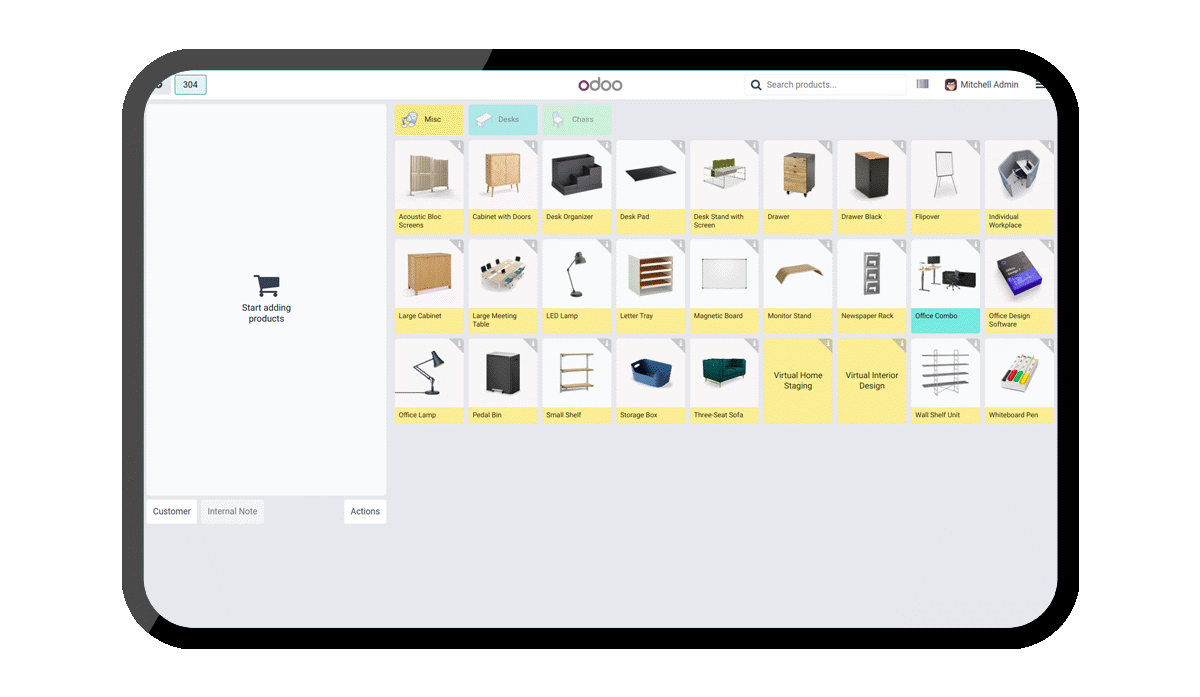 304
odoo
Search products...
Mitchell Admin
Misc
Desks
Chairs
Acoustic Bloc
Screens
Cabinet with Doors
Desk Organizer
Desk Pad
Desk Stand with
Screen
Drawer
Drawer Black
Flipover
Individual
Workplace
Large Cabinet
Large Meeting
Table
LED Lamp
Letter Tray
Magnetic Board
Monitor Stand
Newspaper Rack
Office Combo
Office Design
Software
Office Lamp
Pedal Bin
Small Shelf
Storage Box
Three-Seat Sofa
Virtual Home
Staging
Virtual Interior
Design
Wall Shelf Unit
Whiteboard Pen
Start adding
products
Customer
Internal Note
Actions